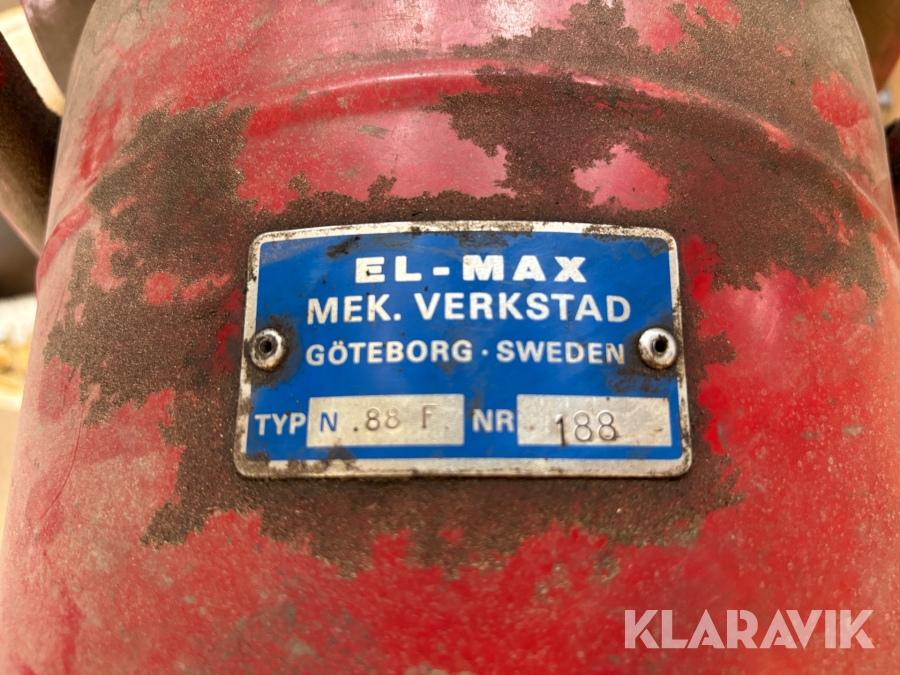 EL-MAX
MEK. VERKSTAD
GÖTEBORG · SWEDEN
TYP N .88 F NR 188
KLARAVIK